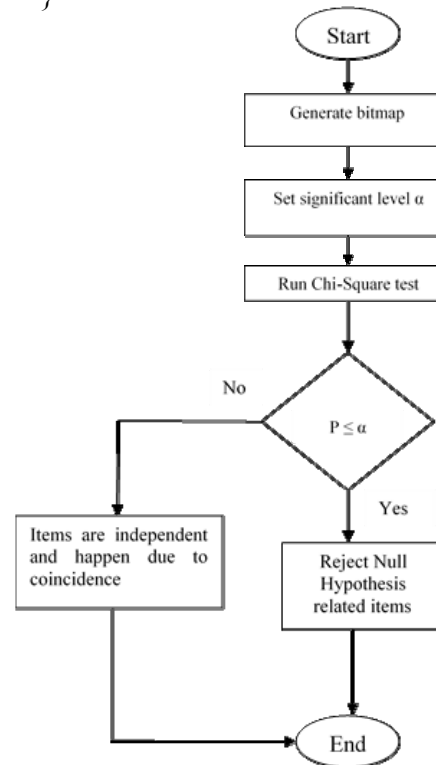 Start
Generate bitmap
Set significant level α
Run Chi-Square test
No
P ≤ α
Yes
Items are independent
and happen due to
coincidence
Reject Null
Hypothesis
related items
End